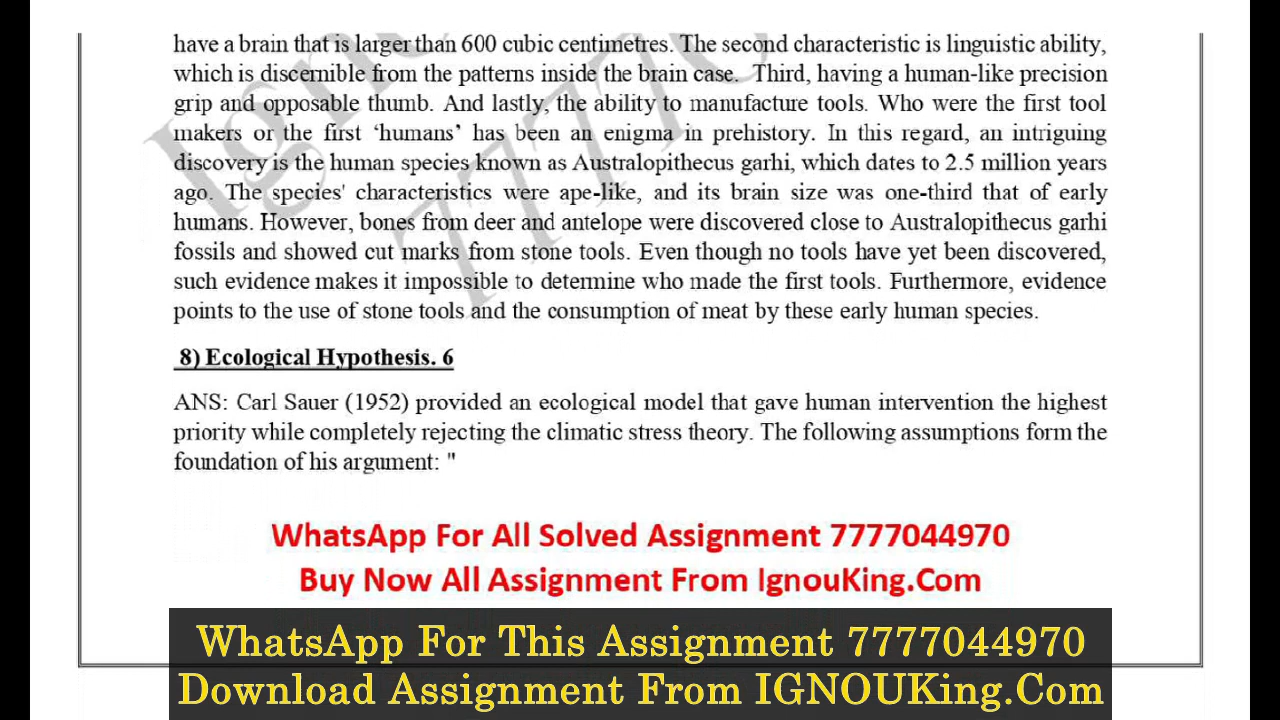 have a brain that is larger than 600 cubic centimetres. The second characteristic is linguistic ability,
which is discernible from the patterns inside the brain case. Third, having a human-like precision
grip and opposable thumb. And lastly, the ability to manufacture tools. Who were the first tool
makers or the first ‘humans’ has been an enigma in prehistory. In this regard, an intriguing
discovery is the human species known as Australopithecus garhi, which dates to 2.5 million years
ago. The species' characteristics were ape-like, and its brain size was one-third that of early
humans. However, bones from deer and antelope were discovered close to Australopithecus garhi
fossils and showed cut marks from stone tools. Even though no tools have yet been discovered,
such evidence makes it impossible to determine who made the first tools. Furthermore, evidence
points to the use of stone tools and the consumption of meat by these early human species.
8) Ecological Hypothesis. 6
ANS: Carl Sauer (1952) provided an ecological model that gave human intervention the highest
priority while completely rejecting the climatic stress theory. The following assumptions form the
foundation of his argument: "
WhatsApp For All Solved Assignment 7777044970
Buy Now All Assignment From IgnouKing.Com
WhatsApp For This Assignment 7777044970
Download Assignment From IGNOUKing.Com